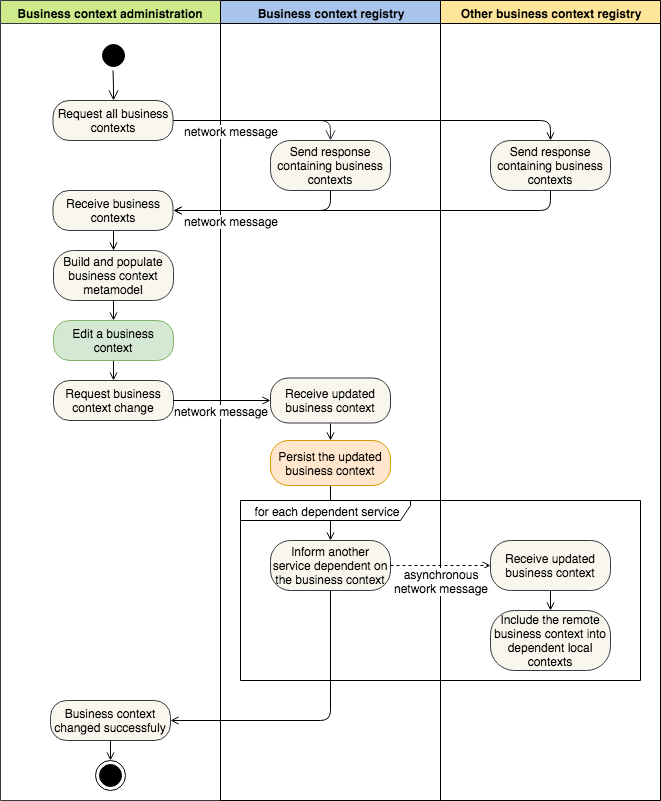 Business context administration
Business context registry
Other business context registry
Request all business
contexts
network message
Send response
containing business
contexts
Send response
containing business
contexts
Receive business
contexts
network message
Build and populate
business context
metamodel
Edit a business
context
Request business
context change
network message
Receive updated
business context
Persist the updated
business context
for each dependent service
Inform another
service dependent on
the business context
asynchronous
network message
Receive updated
business context
Include the remote
business context into
dependent local
contexts
Business context
changed successfuly